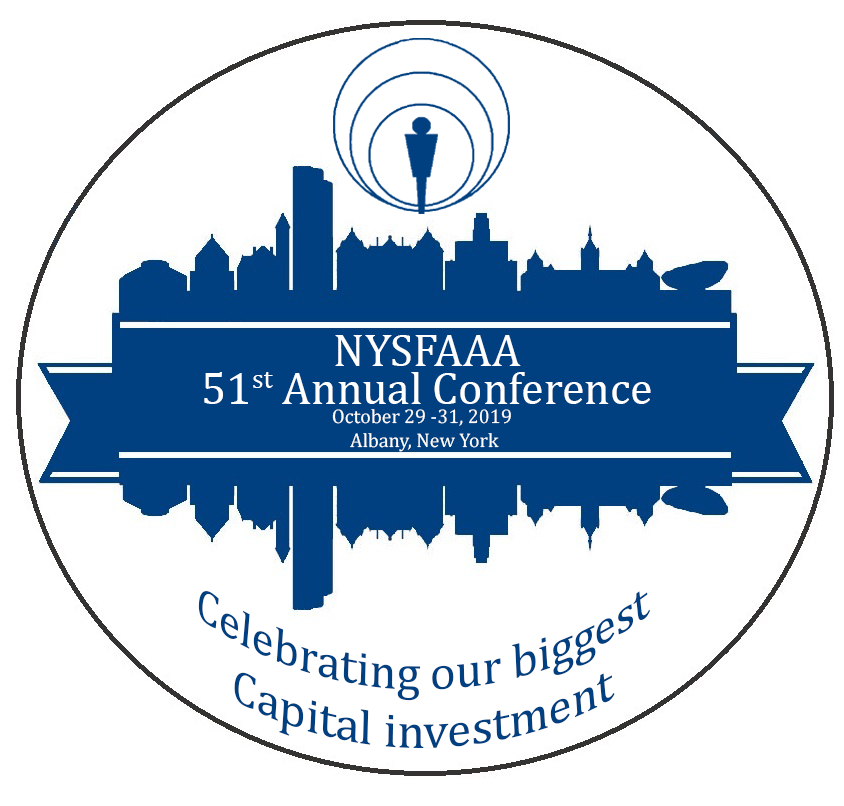 NYSFAAA
51st Annual Conference
October 29 -31, 2019
Albany, New York
Celebrating our biggest
Capital investment